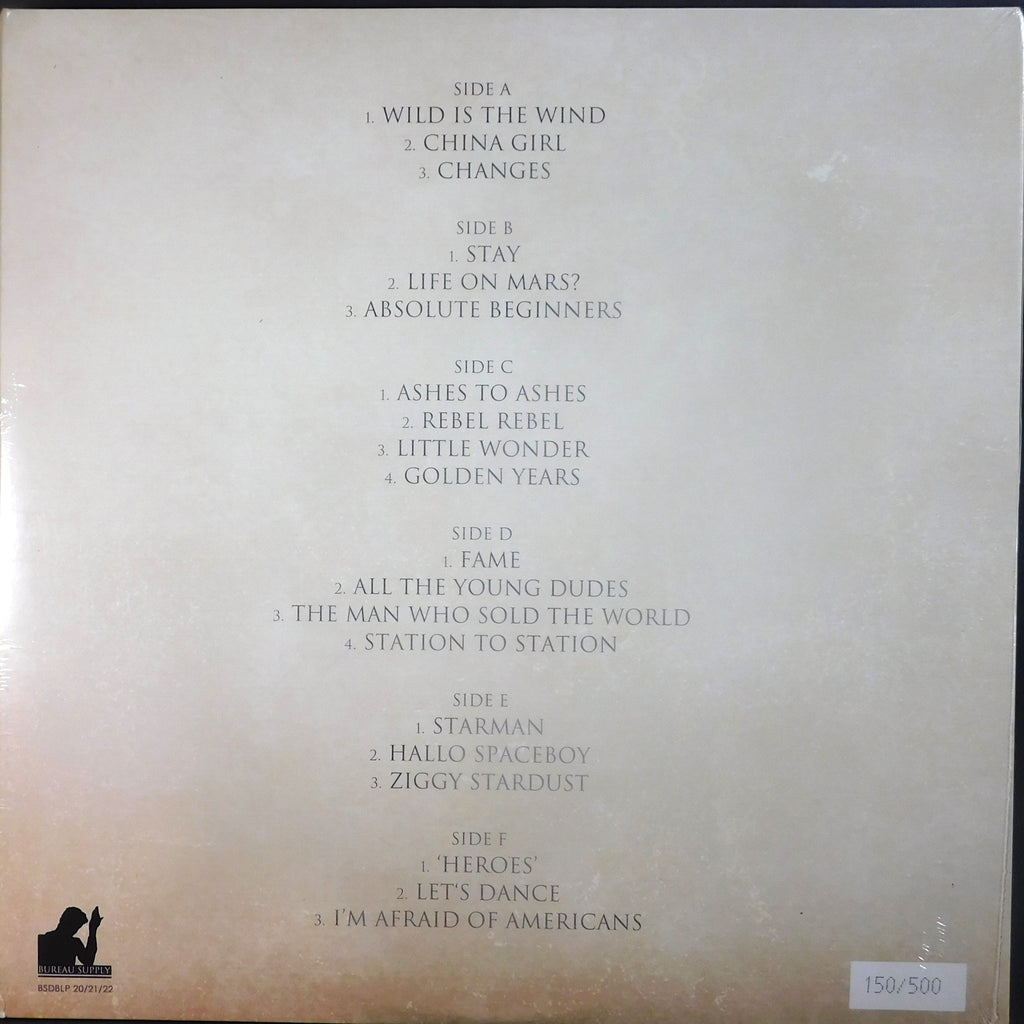 SIDE A
1. WILD IS THE WIND
2. CHINA GIRL
3. CHANGES
SIDE B
1. STAY
2. LIFE ON MARS?
3. ABSOLUTE BEGINNERS
SIDE C
1. ASHES TO ASHES
2. REBEL REBEL
3. LITTLE WONDER
4. GOLDEN YEARS
SIDE D
1. FAME
2. ALL THE YOUNG DUDES
3. THE MAN WHO SOLD THE WORLD
4. STATION TO STATION
SIDE E
1. STARMAN
2. HALLO SPACEBOY
3. ZIGGY STARDUST
SIDE F
1. ‘HEROES’
2. LET‘S DANCE
3. I’M AFRAID OF AMERICANS
BUREAU SUPPLY
BSDBLP 20/21/22
150/500